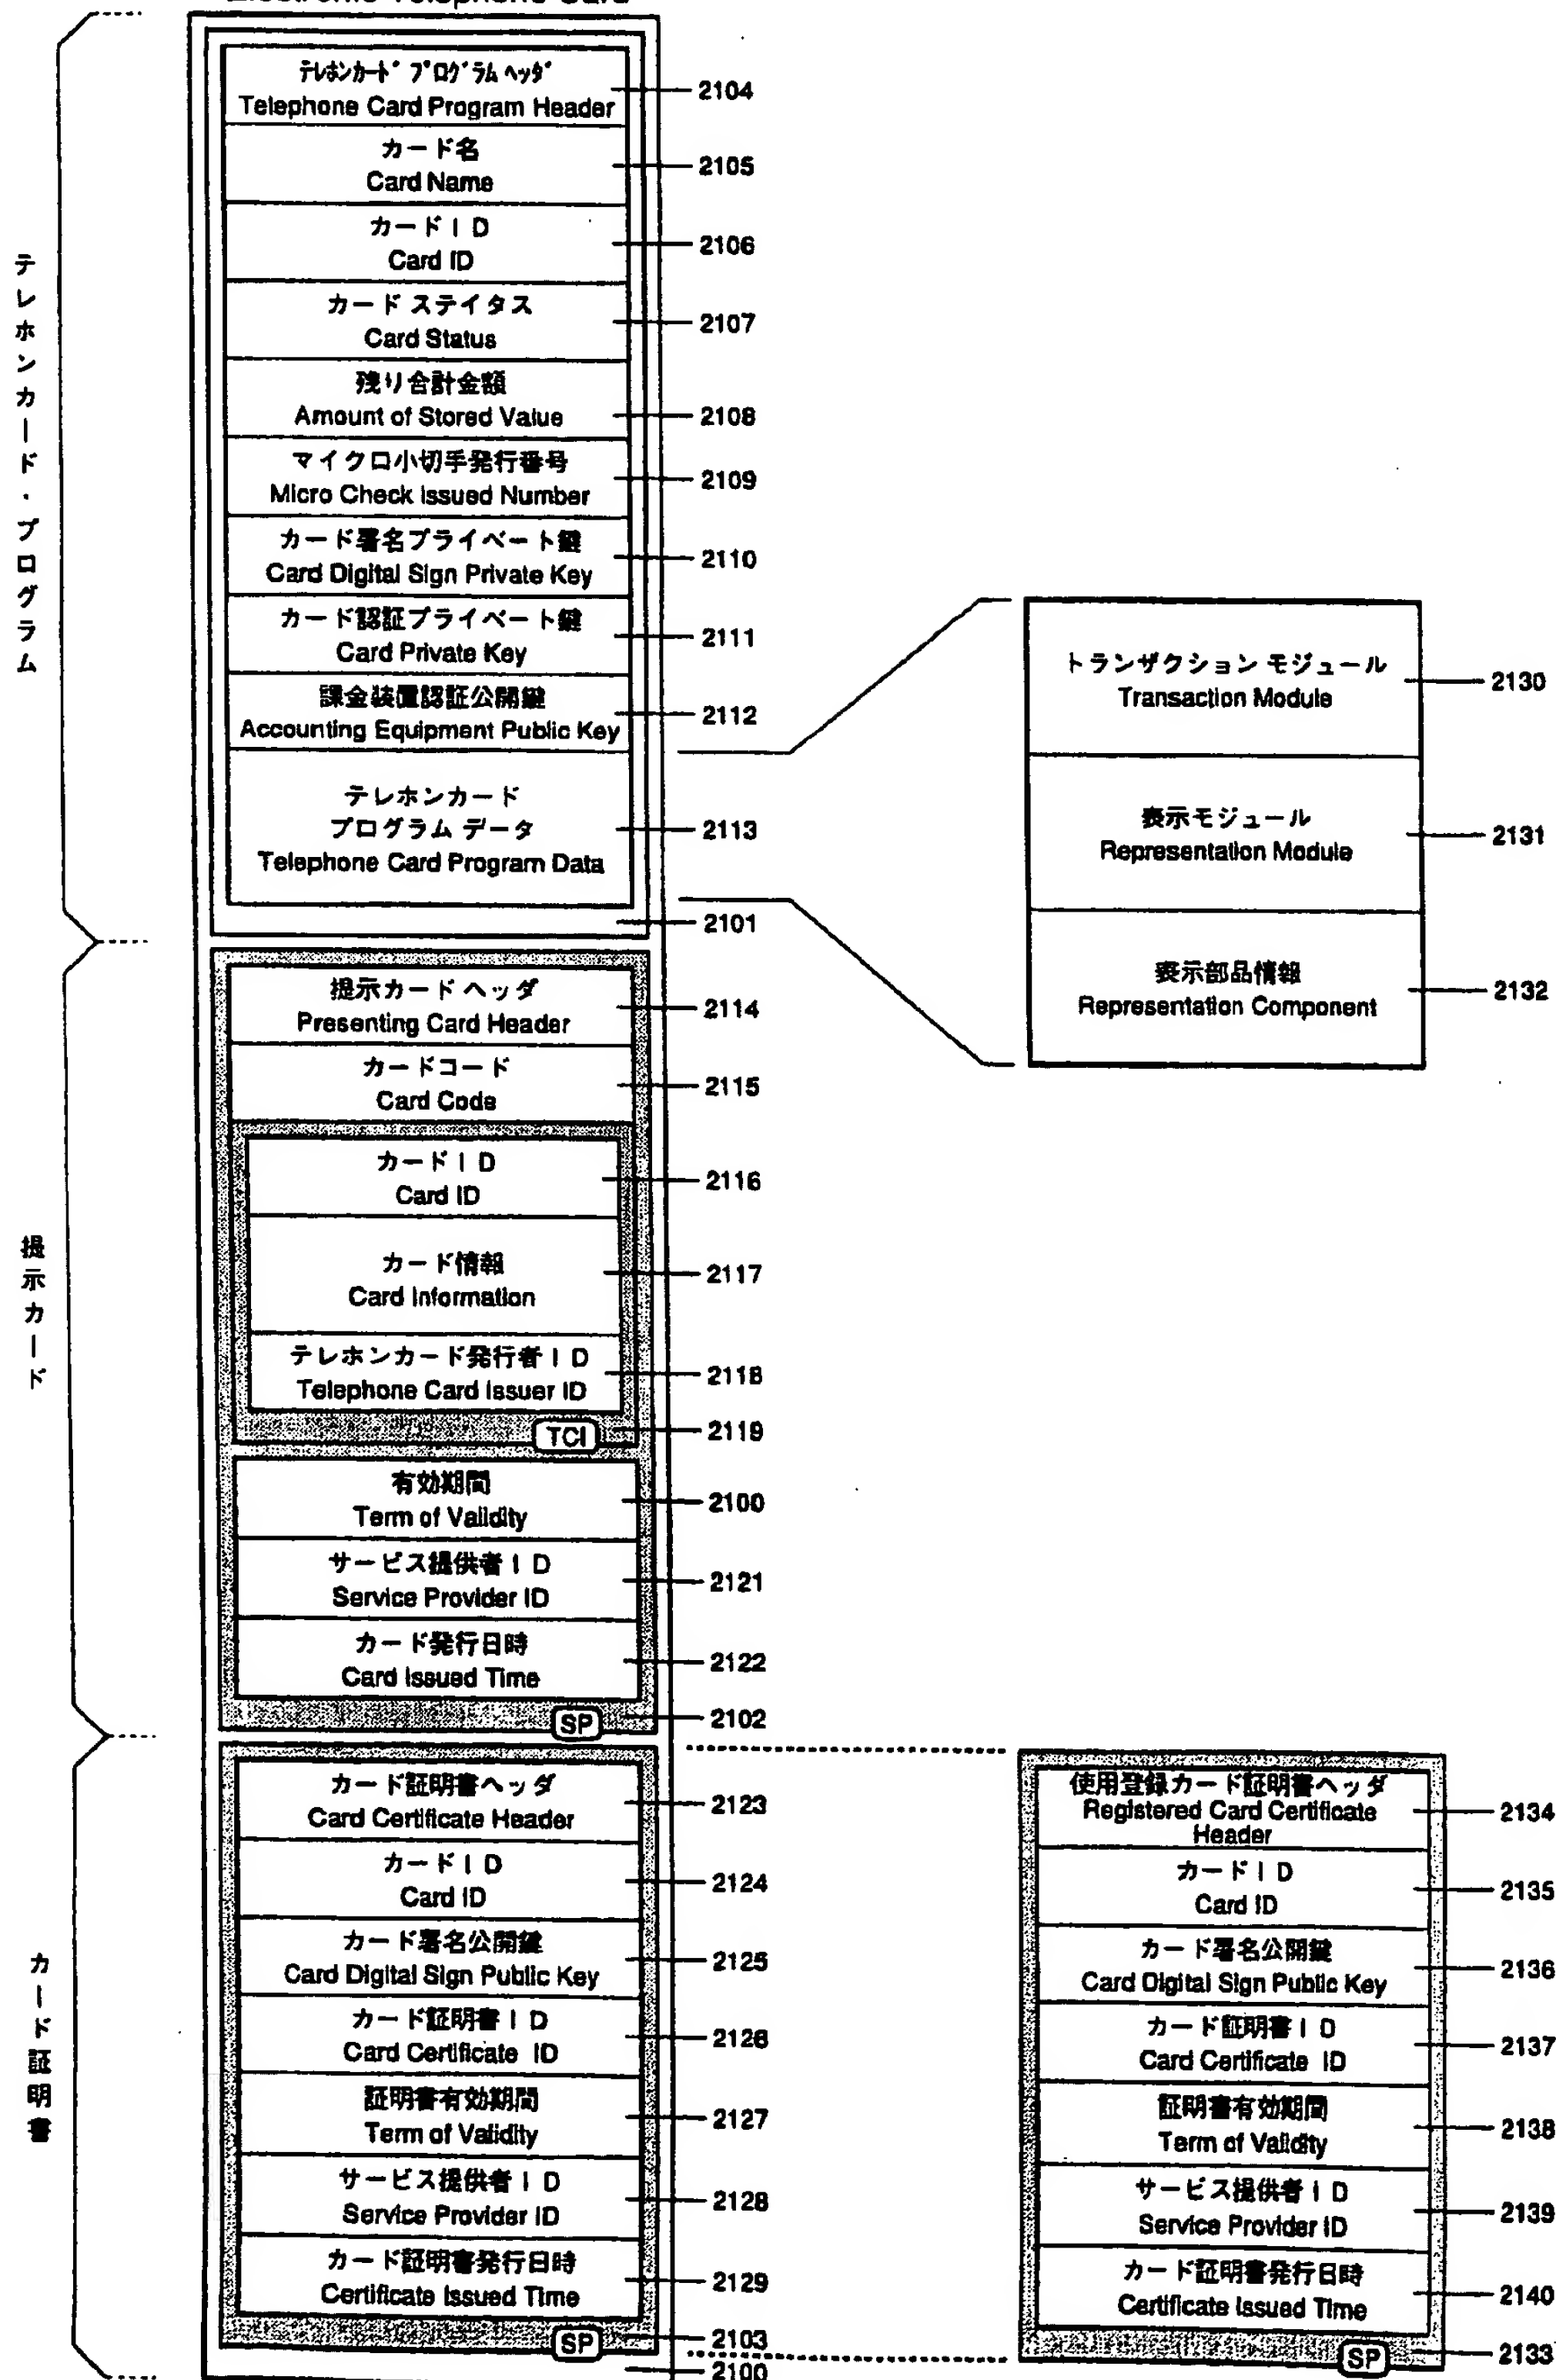 テレホンカード プログラム ヘッダ
Telephone Card Program Header
2104
カード名
Card Name
2105
カードID
Card ID
2106
カード ステイタス
Card Status
2107
残り合計金額
Amount of Stored Value
2108
マイクロ小切手発行番号
Micro Check Issued Number
2109
カード署名プライベート鍵
Card Digital Sign Private Key
2110
カード認証プライベート鍵
Card Private Key
2111
課金装置認証公開鍵
Accounting Equipment Public Key
2112
テレホンカード
プログラム データ
Telephone Card Program Data
2113
2101
テレホンカード・プログラム
トランザクション モジュール
Transaction Module
2130
表示モジュール
Representation Module
2131
表示部品情報
Representation Component
2132
提示カード ヘッダ
Presenting Card Header
2114
カードコード
Card Code
2115
カードID
Card ID
2116
カード情報
Card Information
2117
テレホンカード発行者ID
Telephone Card Issuer ID
2118
TCI
2119
有効期間
Term of Validity
2100
サービス提供者ID
Service Provider ID
2121
カード発行日時
Card Issued Time
2122
SP
2102
提示カード
カード証明書ヘッダ
Card Certificate Header
2123
カードID
Card ID
2124
カード署名公開鍵
Card Digital Sign Public Key
2125
カード証明書ID
Card Certificate ID
2126
証明書有効期間
Term of Validity
2127
サービス提供者ID
Service Provider ID
2128
カード証明書発行日時
Certificate Issued Time
2129
SP
2103
2100
カード証明書
使用登録カード証明書ヘッダ
Registered Card Certificate
Header
2134
カードID
Card ID
2135
カード署名公開鍵
Card Digital Sign Public Key
2136
カード証明書ID
Card Certificate ID
2137
証明書有効期間
Term of Validity
2138
サービス提供者ID
Service Provider ID
2139
カード証明書発行日時
Certificate Issued Time
2140
SP
2133